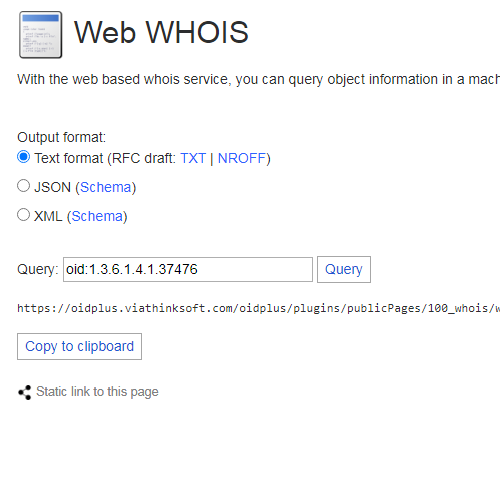 Web WHOIS
With the web based whois service, you can query object information in a
Output format:
Text format (RFC draft: TXT | NROFF)
JSON (Schema)
XML (Schema)
Query: oid:1.3.6.1.4.1.37476 Query
https://oidplus.viathinksoft.com/oidplus/plugins/publicPages/100_whois/
Copy to clipboard
Static link to this page